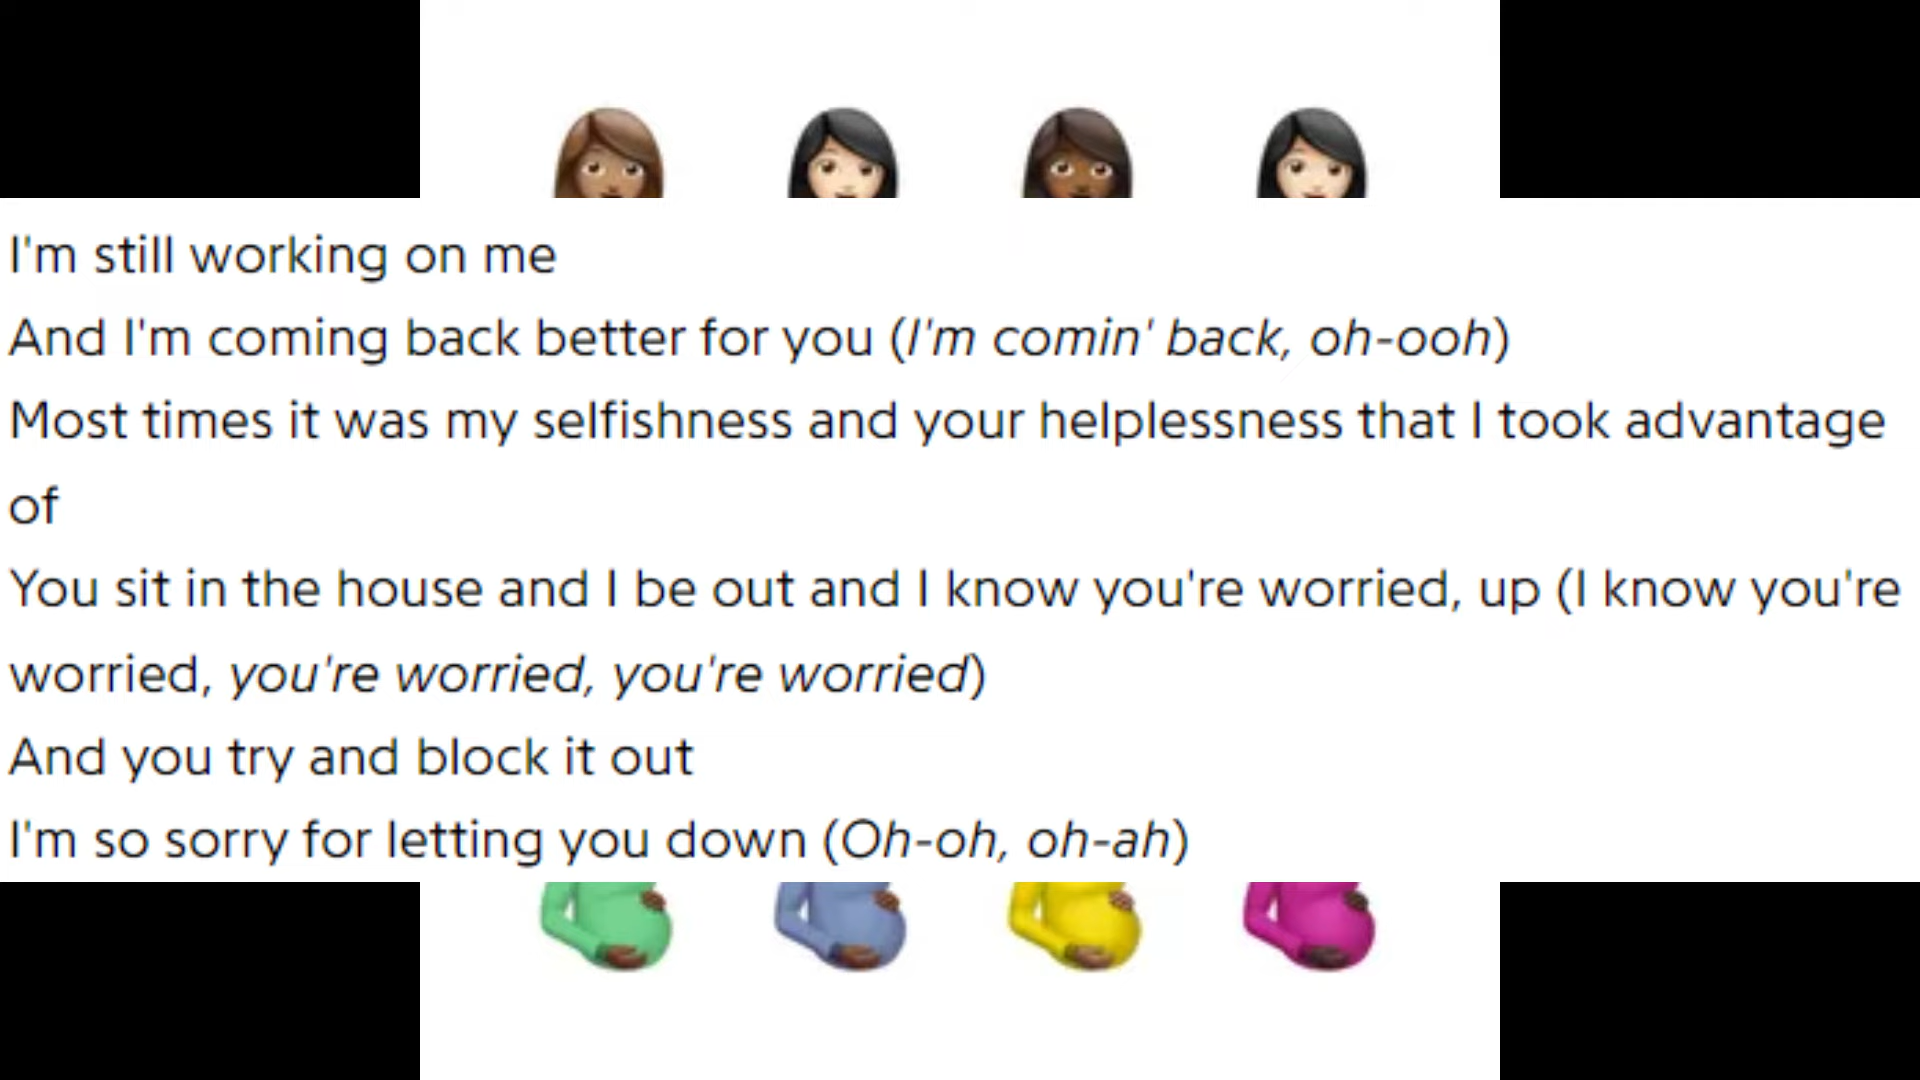 I'm still working on me
And I'm coming back better for you (I'm comin' back, oh-ooh)
Most times it was my selfishness and your helplessness that I took advantage
of
You sit in the house and I be out and I know you're worried, up (I know you're
worried, you're worried, you're worried)
And you try and block it out
I'm so sorry for letting you down (Oh-oh, oh-ah)